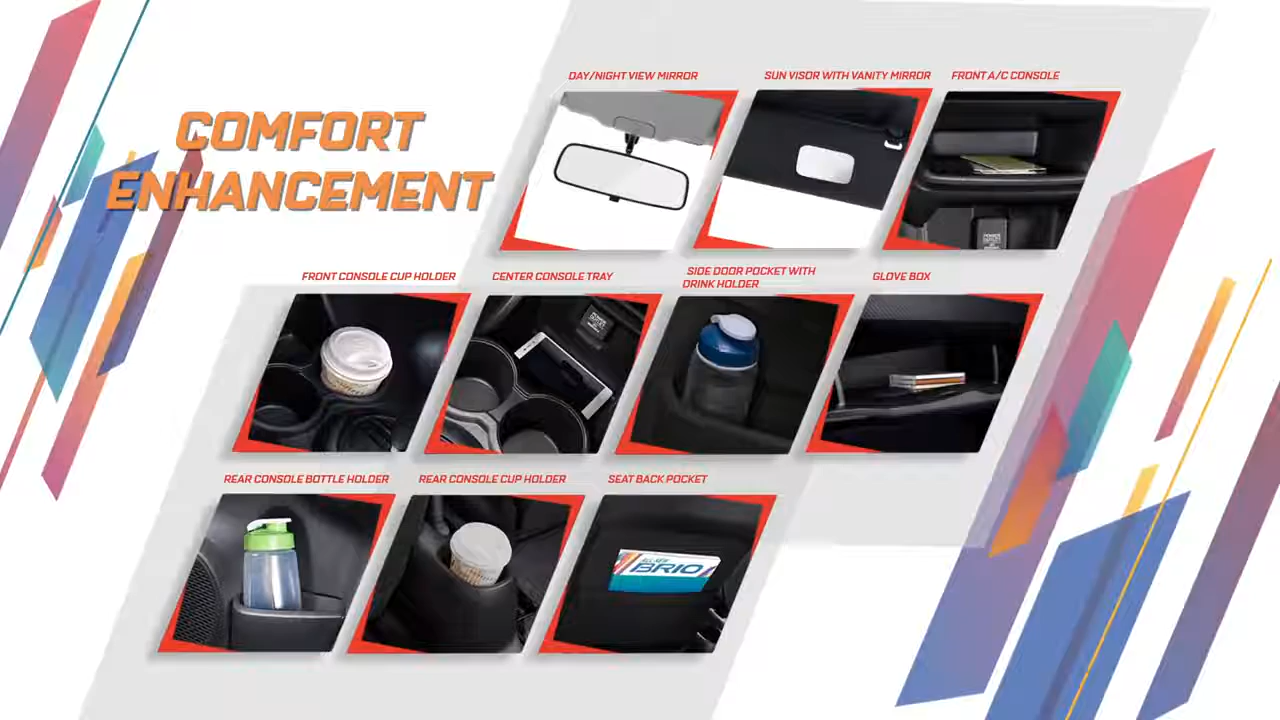 COMFORT
ENHANCEMENT
DAY/NIGHT VIEW MIRROR
SUN VISOR WITH VANITY MIRROR
FRONT A/C CONSOLE
FRONT CONSOLE CUP HOLDER
CENTER CONSOLE TRAY
SIDE DOOR POCKET WITH
DRINK HOLDER
GLOVE BOX
REAR CONSOLE BOTTLE HOLDER
REAR CONSOLE CUP HOLDER
SEAT BACK POCKET
ALL NEW
BRIO